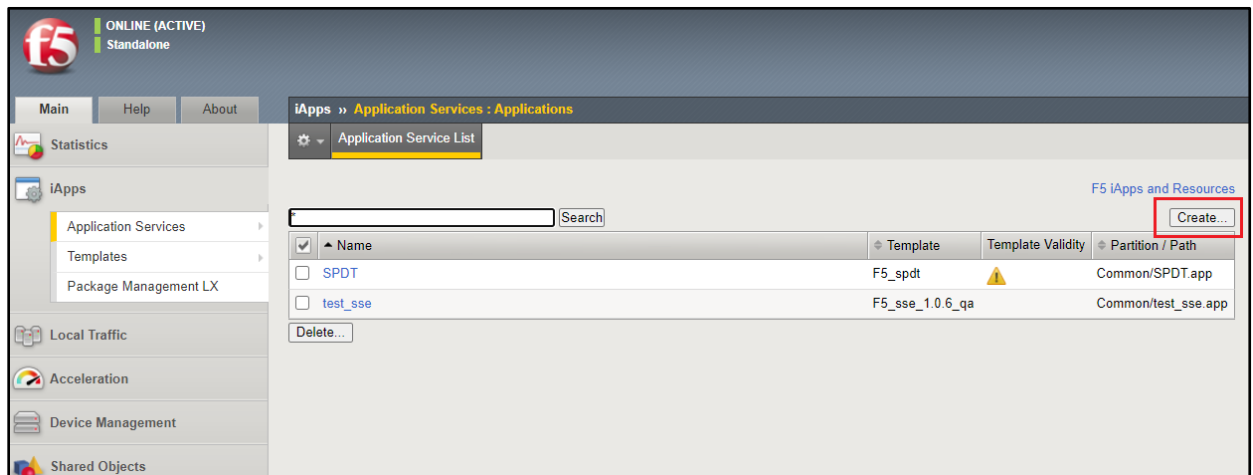 f5
ONLINE (ACTIVE)
Standalone
Main
Help
About
iApps ›› Application Services : Applications
Application Service List
Statistics
iApps
Application Services
Templates
Package Management LX
Local Traffic
Acceleration
Device Management
Shared Objects
F5 iApps and Resources
*
Search
Create...
Name
Template
Template Validity
Partition / Path
SPDT
F5_spdt
Common/SPDT.app
test_sse
F5_sse_1.0.6_qa
Common/test_sse.app
Delete...